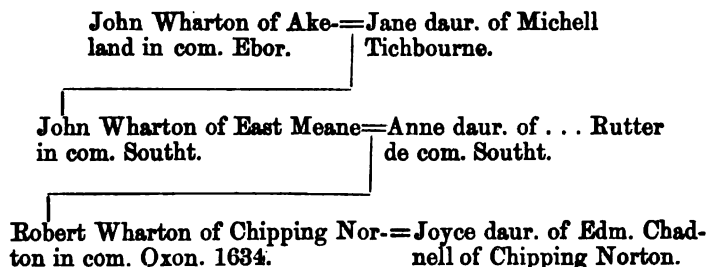 John Wharton of Ake-=Jane daur. of Michell
land in com. Ebor. Tichbourne.
John Wharton of East Meane=Anne daur. of . . . Rutter
in com. Southt. de com. Southt.
Robert Wharton of Chipping Nor-=Joyce daur. of Edm. Chad-
ton in com. Oxon. 1634. nell of Chipping Norton.